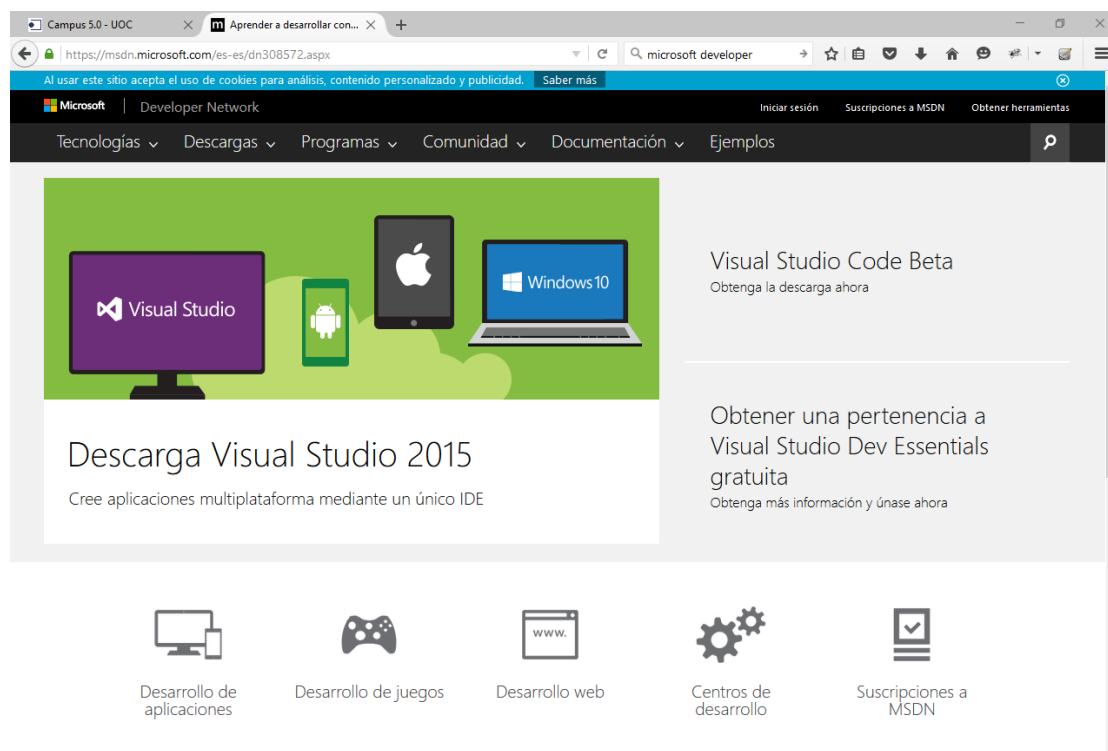 Campus 5.0 - UOC
Aprender a desarrollar con...
https://msdn.microsoft.com/es-es/dn308572.aspx
microsoft developer
Al usar este sitio acepta el uso de cookies para análisis, contenido personalizado y publicidad. Saber más
Microsoft Developer Network
Iniciar sesión Suscripciones a MSDN Obtener herramientas
Tecnologías Descargas Programas Comunidad Documentación Ejemplos
Visual Studio
Windows 10
Descarga Visual Studio 2015
Cree aplicaciones multiplataforma mediante un único IDE
Visual Studio Code Beta
Obtenga la descarga ahora
Obtener una pertenencia a
Visual Studio Dev Essentials
gratuita
Obtenga más información y únase ahora
www.
Desarrollo de
aplicaciones
Desarrollo de juegos
Desarrollo web
Centros de
desarrollo
Suscripciones a
MSDN